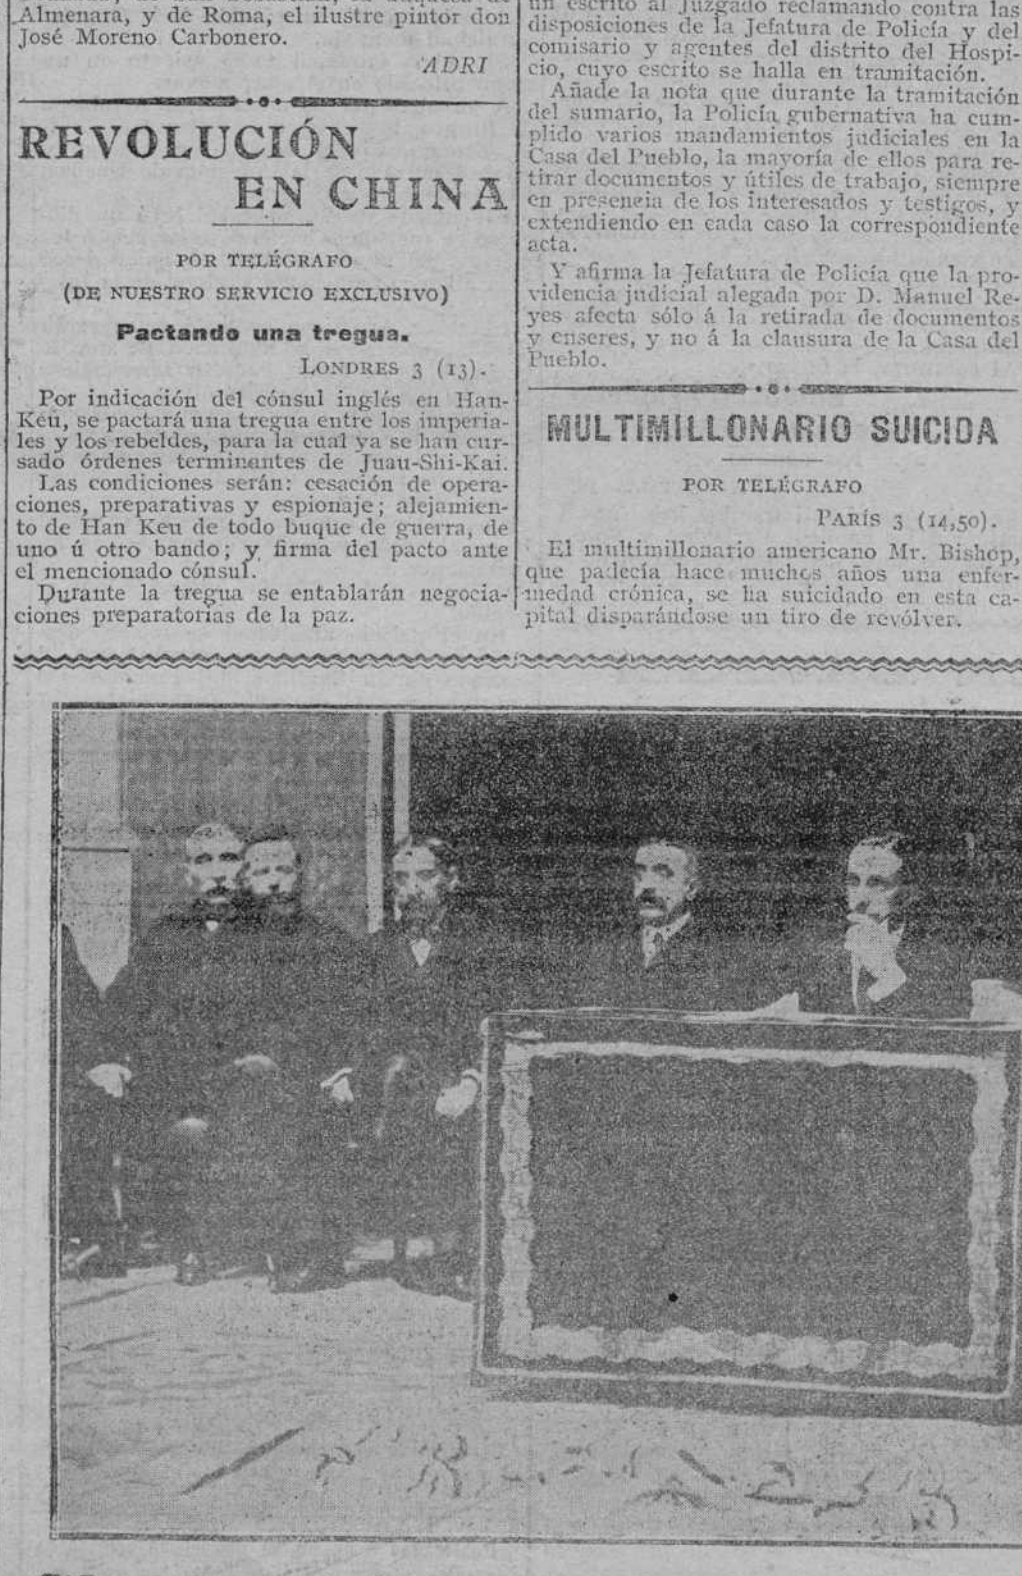 Almenara, y de Roma, el ilustre pintor don
José Moreno Carbonero.
ADRI
REVOLUCIÓN
EN CHINA
POR TELÉGRAFO
(DE NUESTRO SERVICIO EXCLUSIVO)
Pactando una tregua.
LONDRES 3 (13).
Por indicación del cónsul inglés en Han-
Keu, se pactará una tregua entre los imperia-
les y los rebeldes, para la cual ya se han cur-
sado órdenes terminantes de Juau-Shi-Kai.
Las condiciones serán: cesación de opera-
ciones, preparativas y espionaje; alejamien-
to de Han Keu de todo buque de guerra, de
uno ú otro bando; y firma del pacto ante
el mencionado cónsul.
Durante la tregua se entablarán negocia-
ciones preparatorias de la paz.
un escrito al Juzgado reclamando contra las
disposiciones de la Jefatura de Policía y del
comisario y agentes del distrito del Hospi-
cio, cuyo escrito se halla en tramitación.
Añade la nota que durante la tramitación
del sumario, la Policía gubernativa ha cum-
plido varios mandamientos judiciales en la
Casa del Pueblo, la mayoría de ellos para re-
tirar documentos y útiles de trabajo, siempre
en presencia de los interesados y testigos, y
extendiendo en cada caso la correspondiente
acta.
Y afirma la Jefatura de Policía que la pro-
videncia judicial alegada por D. Manuel Re-
yes afecta sólo á la retirada de documentos
y enseres, y no á la clausura de la Casa del
Pueblo.
MULTIMILLONARIO SUICIDA
POR TELÉGRAFO
PARÍS 3 (14,50).
El multimillonario americano Mr. Bishop,
que padecía hace muchos años una enfer-
medad crónica, se ha suicidado en esta ca-
pital disparándose un tiro de revólver.